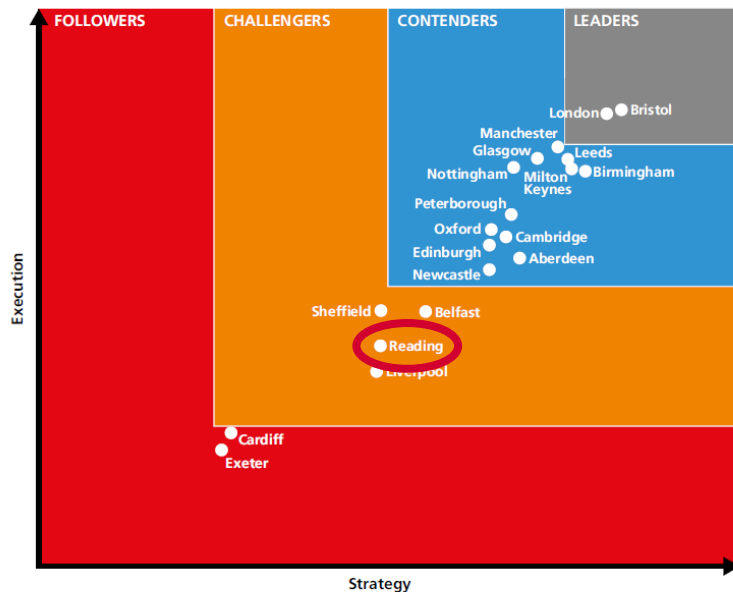 FOLLOWERS
CHALLENGERS
CONTENDERS
LEADERS
London
Bristol
Manchester
Glasgow
Leeds
Nottingham
Milton
Keynes
Birmingham
Peterborough
Oxford
Cambridge
Edinburgh
Aberdeen
Newcastle
Sheffield
Belfast
Reading
Liverpool
Cardiff
Exeter
Execution
Strategy